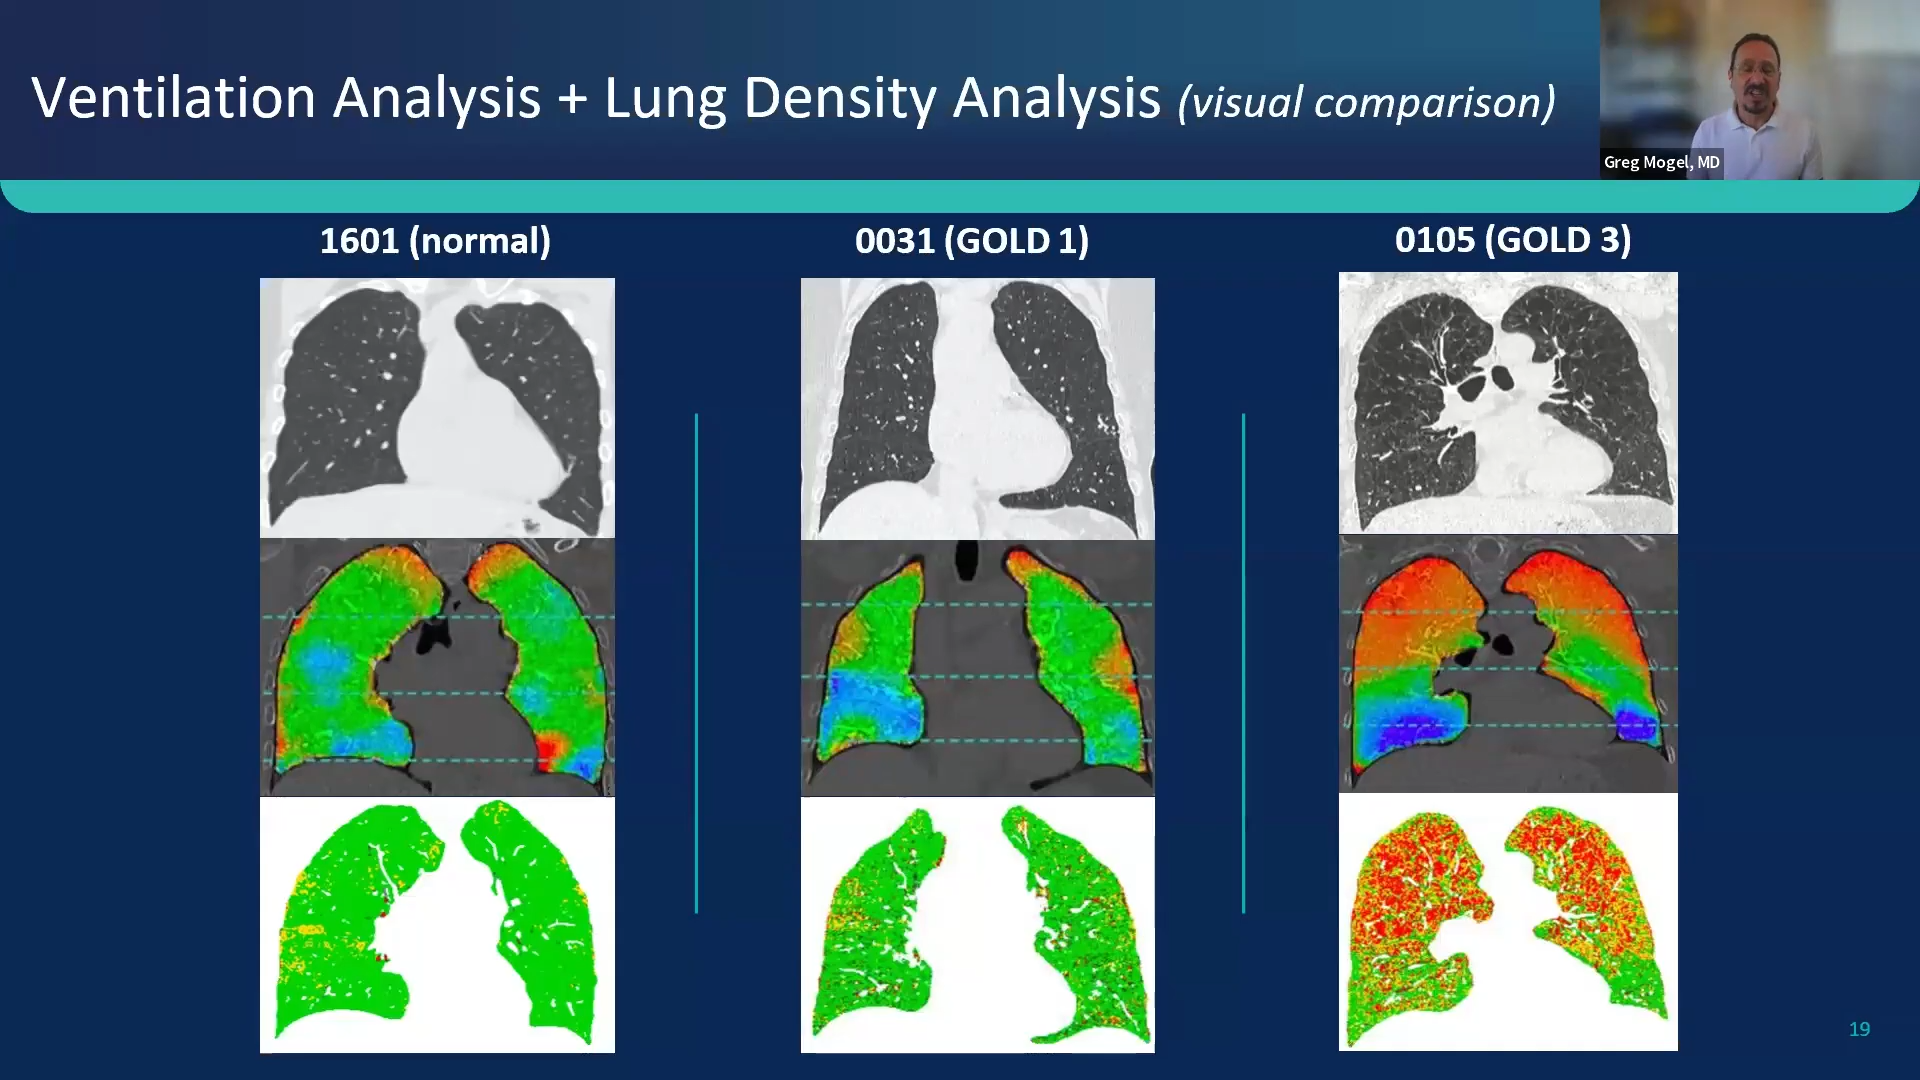 Ventilation Analysis + Lung Density Analysis (visual comparison)
Greg Mogel, MD
1601 (normal)
0031 (GOLD 1)
0105 (GOLD 3)
19